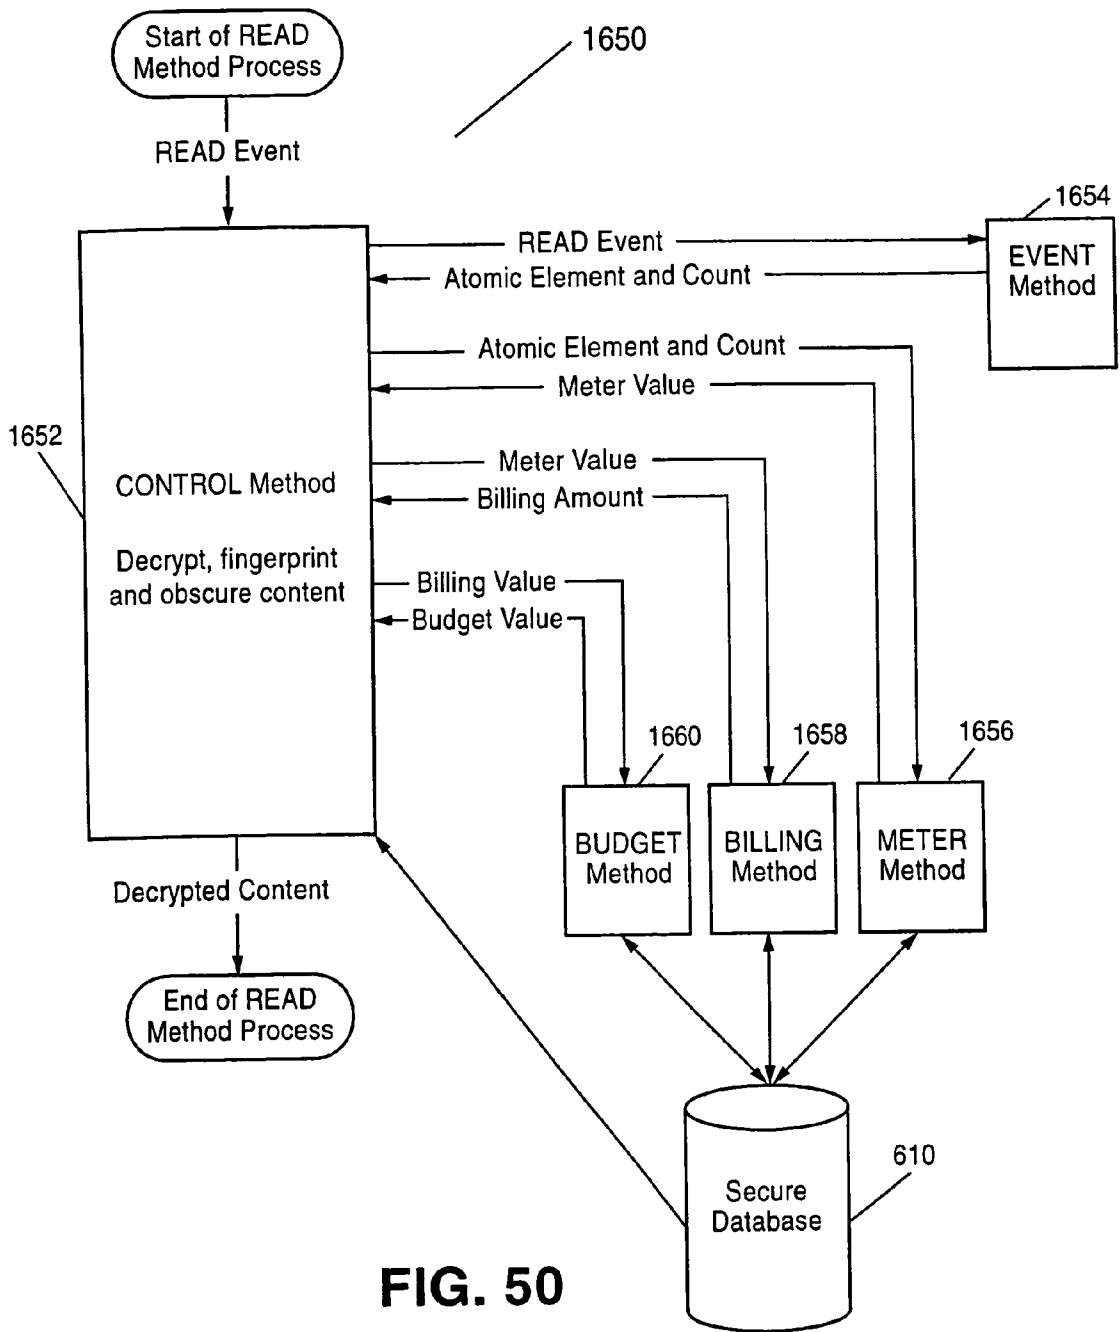 Start of READ
Method Process
1650
READ Event
1654
READ Event
EVENT
Method
Atomic Element and Count
Atomic Element and Count
Meter Value
1652
CONTROL Method
Meter Value
Billing Amount
Decrypt, fingerprint
and obscure content
Billing Value
Budget Value
1660
1658
1656
BUDGET
Method
BILLING
Method
METER
Method
Decrypted Content
End of READ
Method Process
610
Secure
Database
FIG. 50